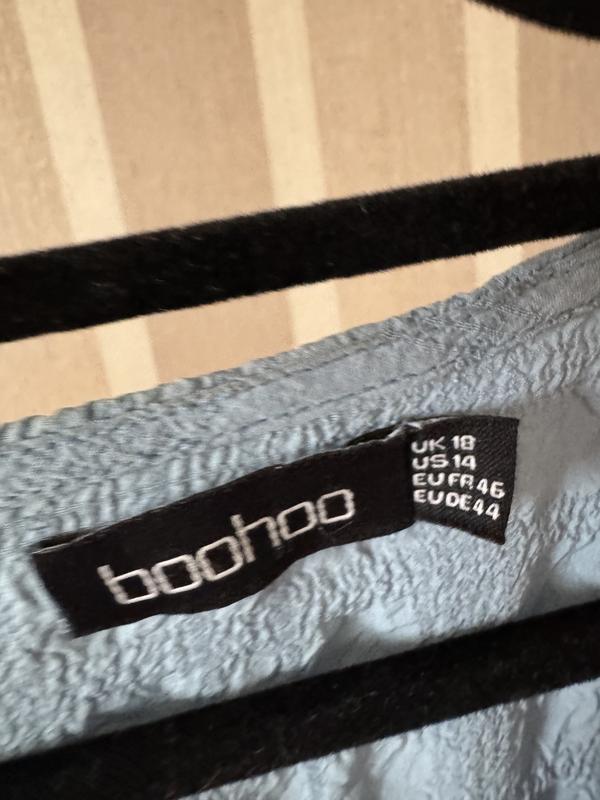 boohoo
UK 18
US 14
EU FR 46
EU DE 44